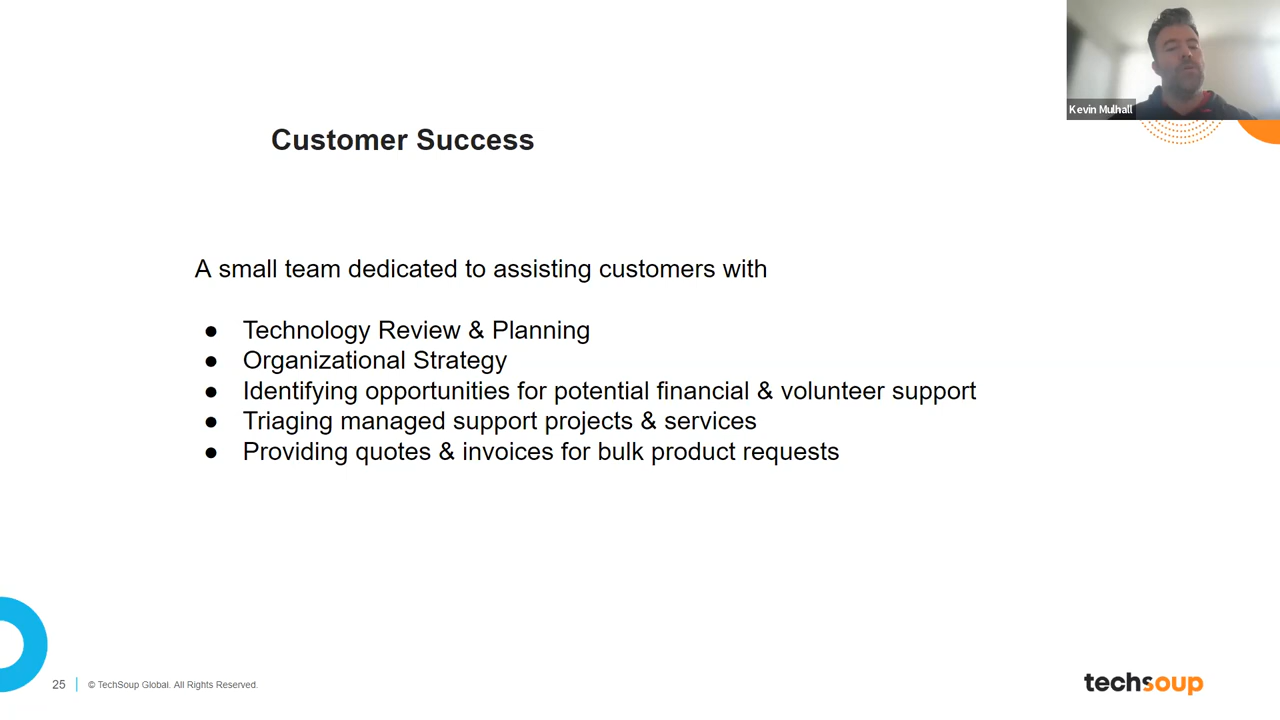 Kevin Mulhall
Customer Success
A small team dedicated to assisting customers with
● Technology Review & Planning
● Organizational Strategy
● Identifying opportunities for potential financial & volunteer support
● Triaging managed support projects & services
● Providing quotes & invoices for bulk product requests
25 | © TechSoup Global. All Rights Reserved.
techsoup